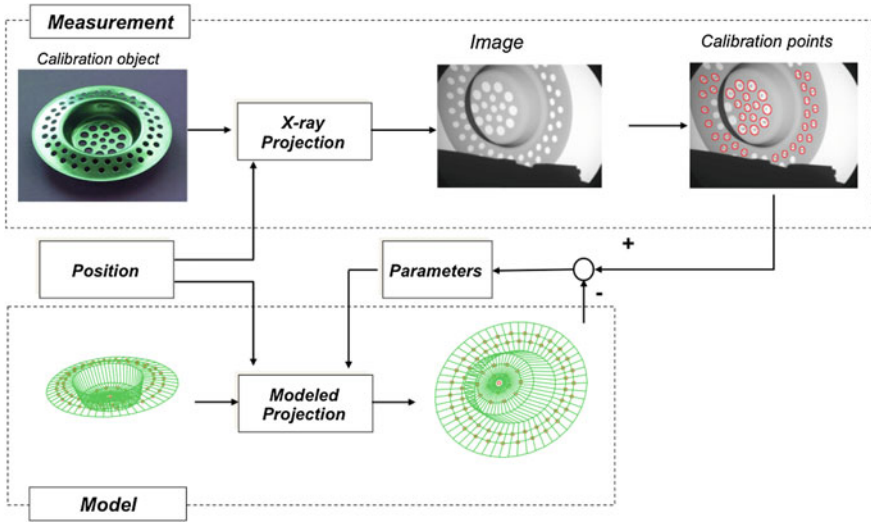 Measurement
Calibration object
Image
Calibration points
X-ray
Projection
+
Position
Parameters
-
Modeled
Projection
Model